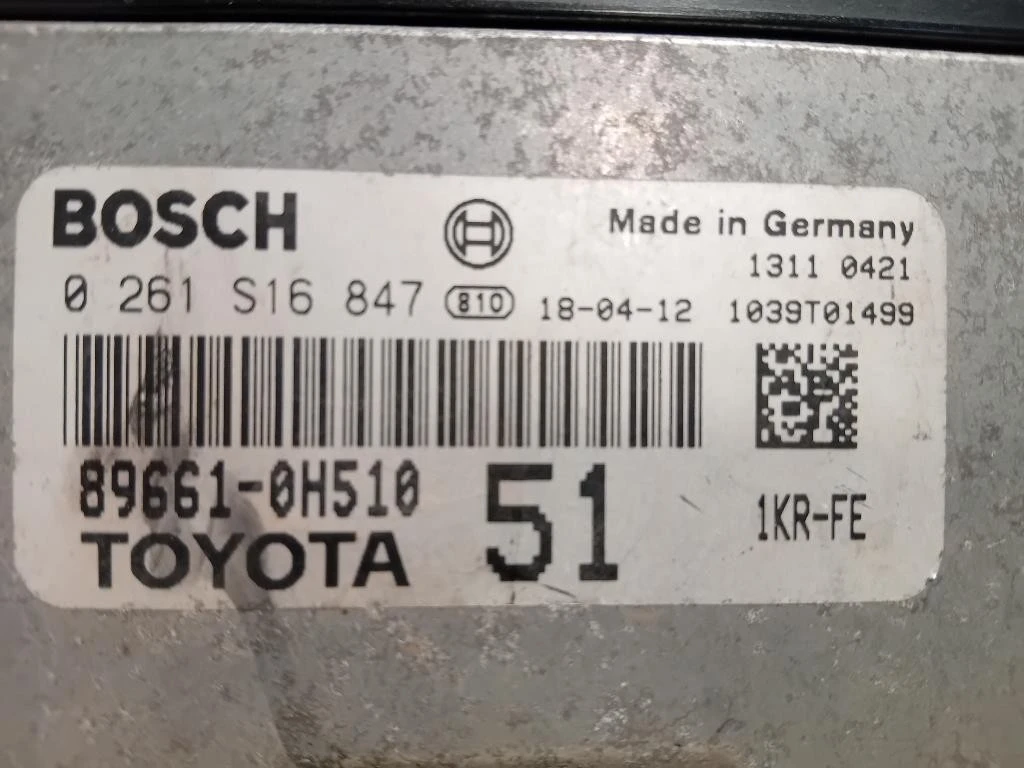 BOSCH
Made in Germany
1311 0421
0 261 S16 847 810 18-04-12 1039T01499
89661-0H510 51 1KR-FE
TOYOTA